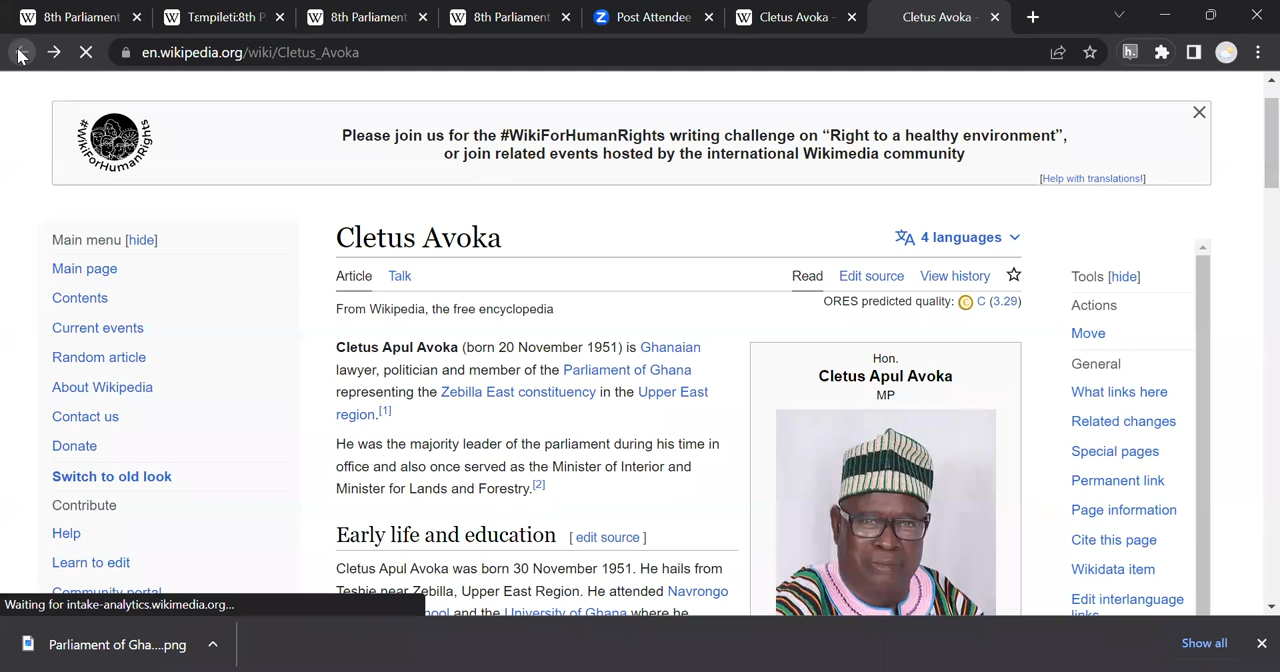 8th Parliament
Tɛmpileti:8th P
8th Parliament
8th Parliament
Post Attendee
Cletus Avoka -
Cletus Avoka -
en.wikipedia.org/wiki/Cletus_Avoka
#WikiForHumanRights
Please join us for the #WikiForHumanRights writing challenge on “Right to a healthy environment”,
or join related events hosted by the international Wikimedia community
[Help with translations!]
Main menu [hide]
Main page
Contents
Current events
Random article
About Wikipedia
Contact us
Donate
Switch to old look
Contribute
Help
Learn to edit
Community portal
Cletus Avoka
4 languages
Article Talk
Read Edit source View history
From Wikipedia, the free encyclopedia
ORES predicted quality: C C (3.29)
Cletus Apul Avoka (born 20 November 1951) is Ghanaian
lawyer, politician and member of the Parliament of Ghana
representing the Zebilla East constituency in the Upper East
region.[1]
He was the majority leader of the parliament during his time in
office and also once served as the Minister of Interior and
Minister for Lands and Forestry.[2]
Early life and education [ edit source ]
Cletus Apul Avoka was born 30 November 1951. He hails from
Teshie near Zebilla, Upper East Region. He attended Navrongo
and the University of Ghana where he
Hon.
Cletus Apul Avoka
MP
Tools [hide]
Actions
Move
General
What links here
Related changes
Special pages
Permanent link
Page information
Cite this page
Wikidata item
Edit interlanguage
links
Waiting for intake-analytics.wikimedia.org...
Parliament of Gha....png
Show all